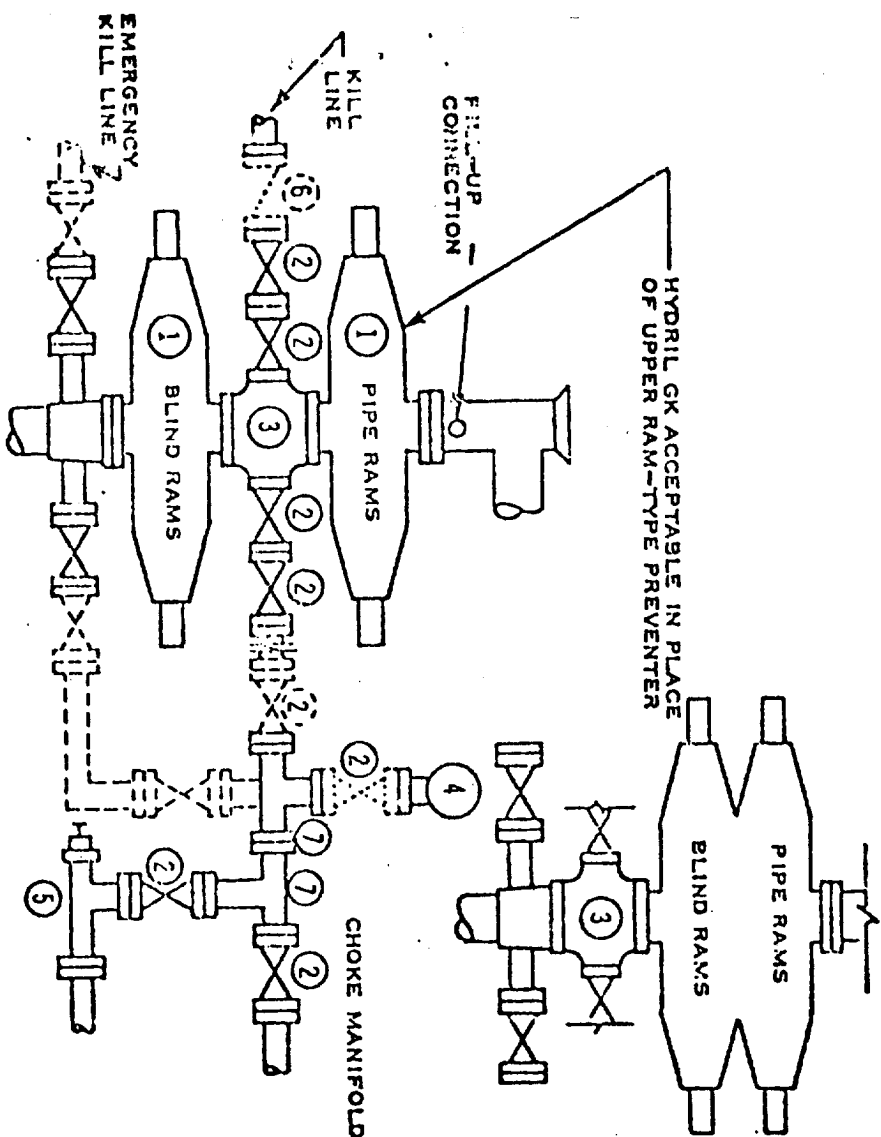 HYDRIL GK ACCEPTABLE IN PLACE
OF UPPER RAM-TYPE PREVENTER
CONNECTION
KILL
LINE
EMERGENCY
KILL LINE
1
PIPE RAMS
6
2
2
3
2
2
2
1
BLIND RAMS
2
4
7
7
2
2
5
CHOKE MANIFOLD
PIPE RAMS
BLIND RAMS
3